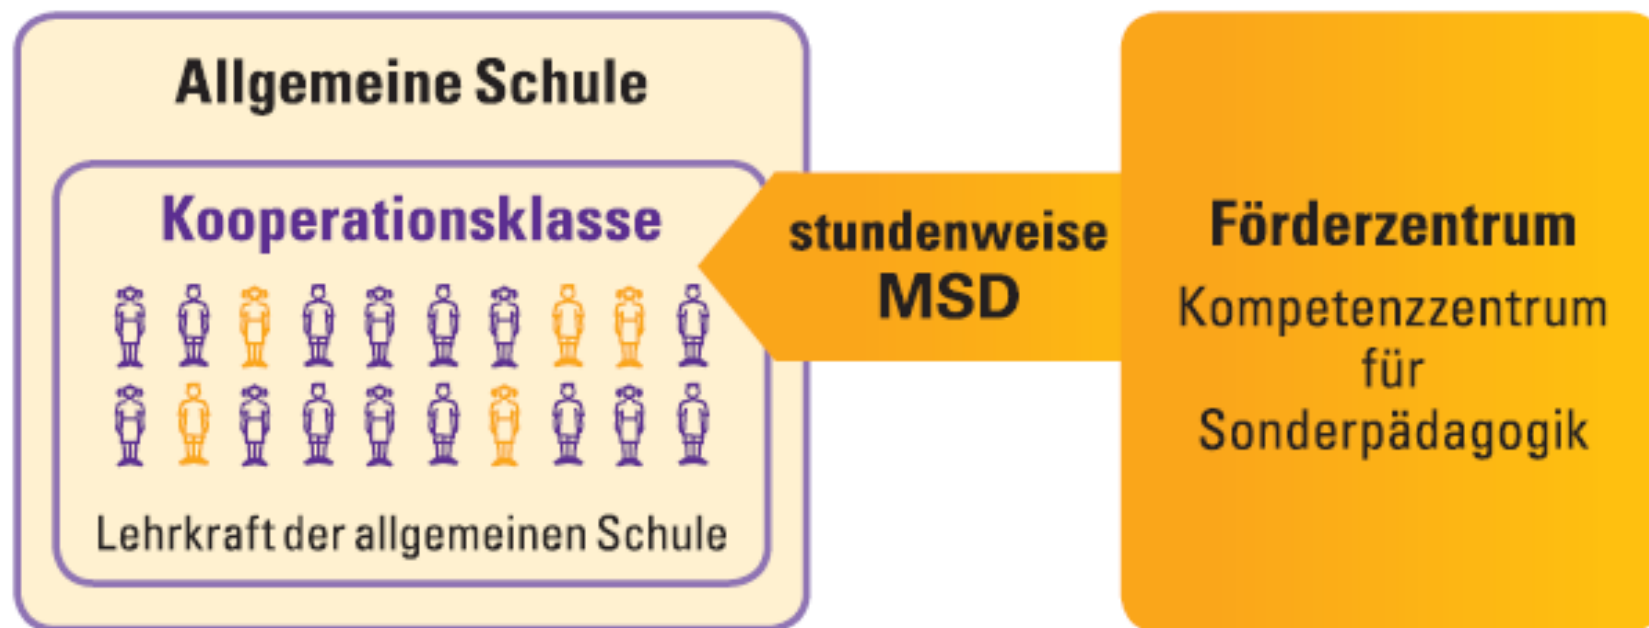 Allgemeine Schule
Kooperationsklasse
Lehrkraft der allgemeinen Schule
stundenweise
MSD
Förderzentrum
Kompetenzzentrum
für
Sonderpädagogik